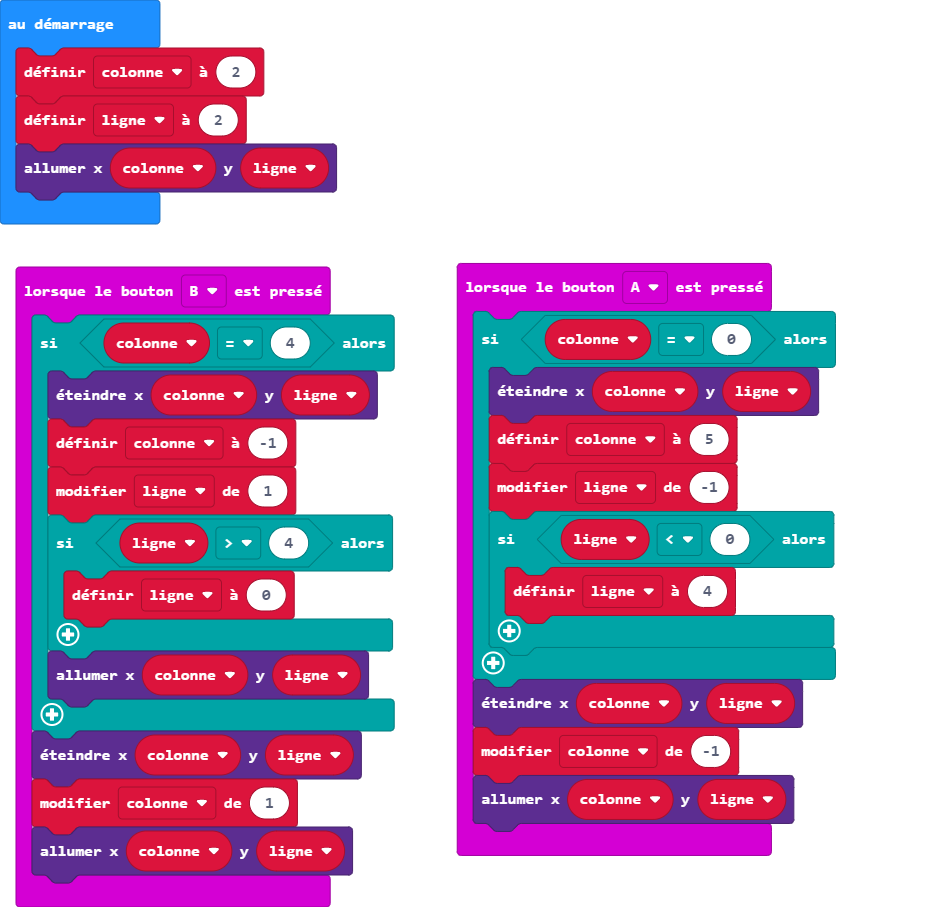 au démarrage
définir colonne à 2
définir ligne à 2
allumer x colonne y ligne
lorsque le bouton B est pressé
si colonne = 4 alors
éteindre x colonne y ligne
définir colonne à -1
modifier ligne de 1
si ligne > 4 alors
définir ligne à 0
allumer x colonne y ligne
éteindre x colonne y ligne
modifier colonne de 1
allumer x colonne y ligne
lorsque le bouton A est pressé
si colonne = 0 alors
éteindre x colonne y ligne
définir colonne à 5
modifier ligne de -1
si ligne < 0 alors
définir ligne à 4
éteindre x colonne y ligne
modifier colonne de -1
allumer x colonne y ligne